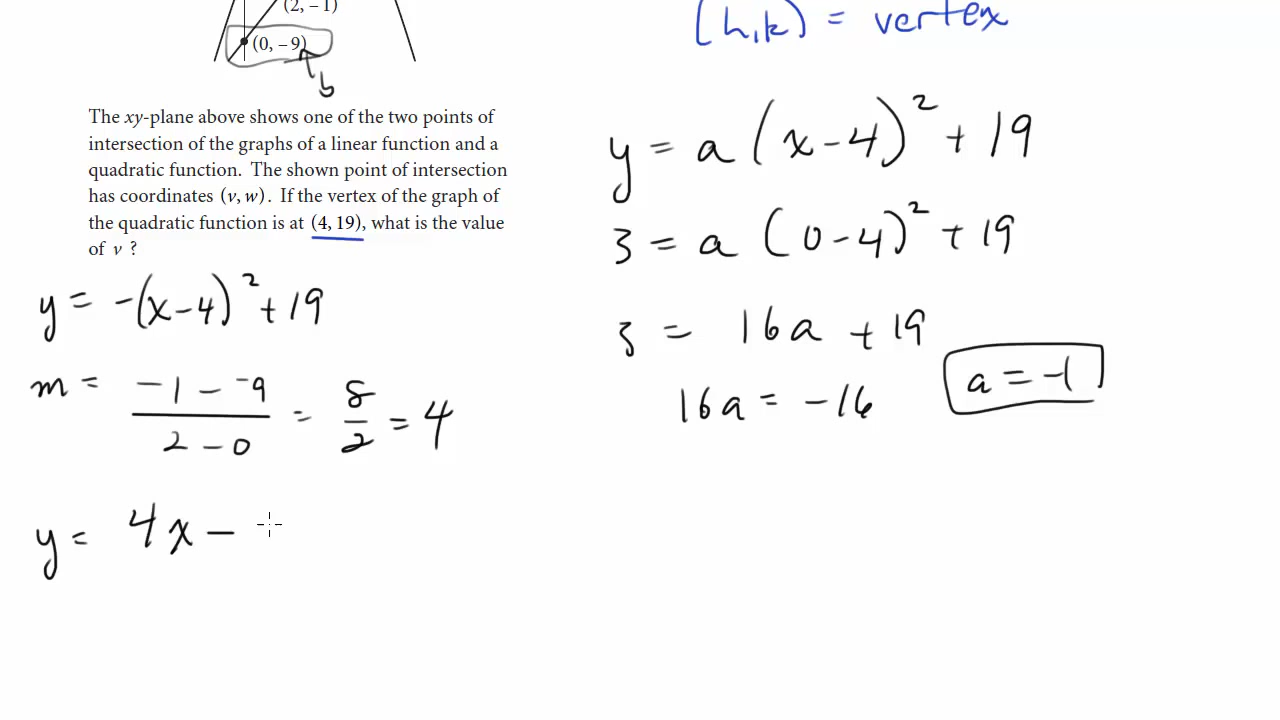 (2, −1)
(h,k) = vertex
(0, −9)
b
The xy-plane above shows one of the two points of
intersection of the graphs of a linear function and a
quadratic function. The shown point of intersection
has coordinates (v, w). If the vertex of the graph of
the quadratic function is at (4, 19), what is the value
of v ?
y = -(x-4)² + 19
m = (-1 - -9)/(2 - 0) = 8/2 = 4
y = 4x -
y = a(x-4)² + 19
3 = a(0-4)² + 19
3 = 16a + 19
16a = -16
a = -1